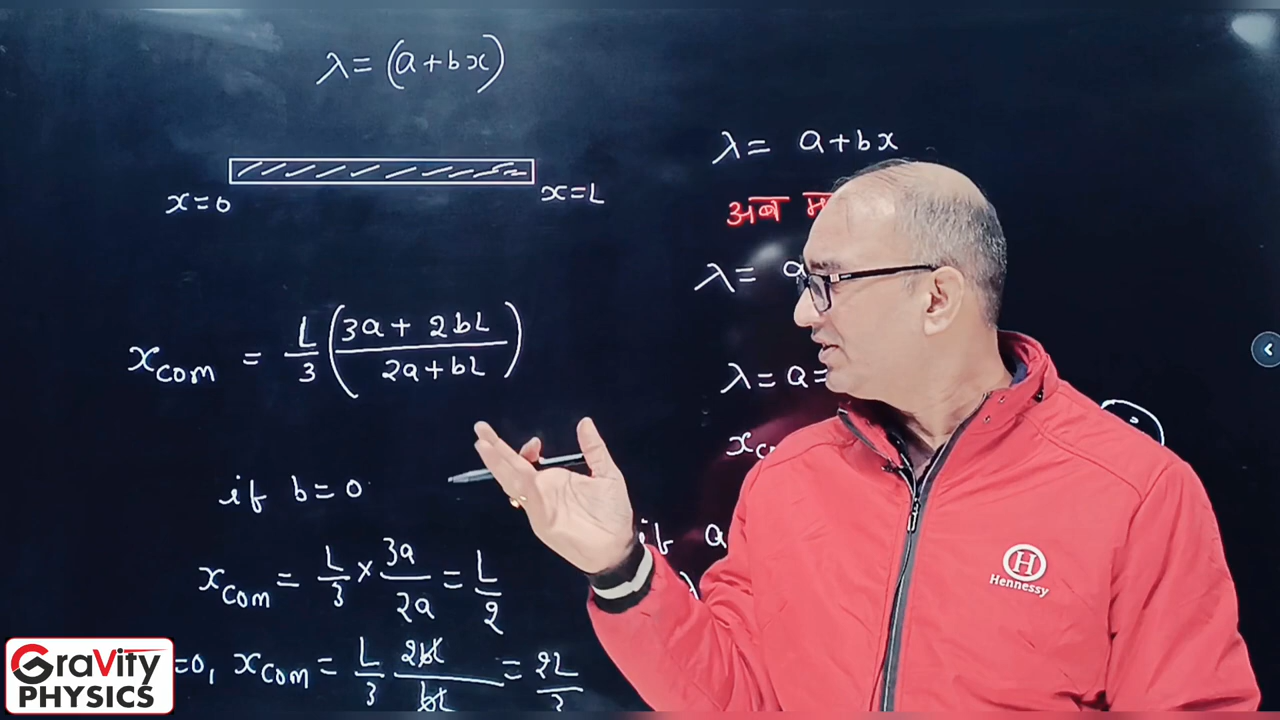 λ = (a+bx)
x=0
x=L
x_COM = L/3 ( (3a + 2bL) / (2a+bL) )
if b=0
x_COM = L/3 × 3a/2a = L/2
=0, x_COM = L/3 2bL/bL = 2L/3
λ = a+bx
अब
λ = a
λ = a=
if a
H
Hennessy
GraVity
PHYSICS